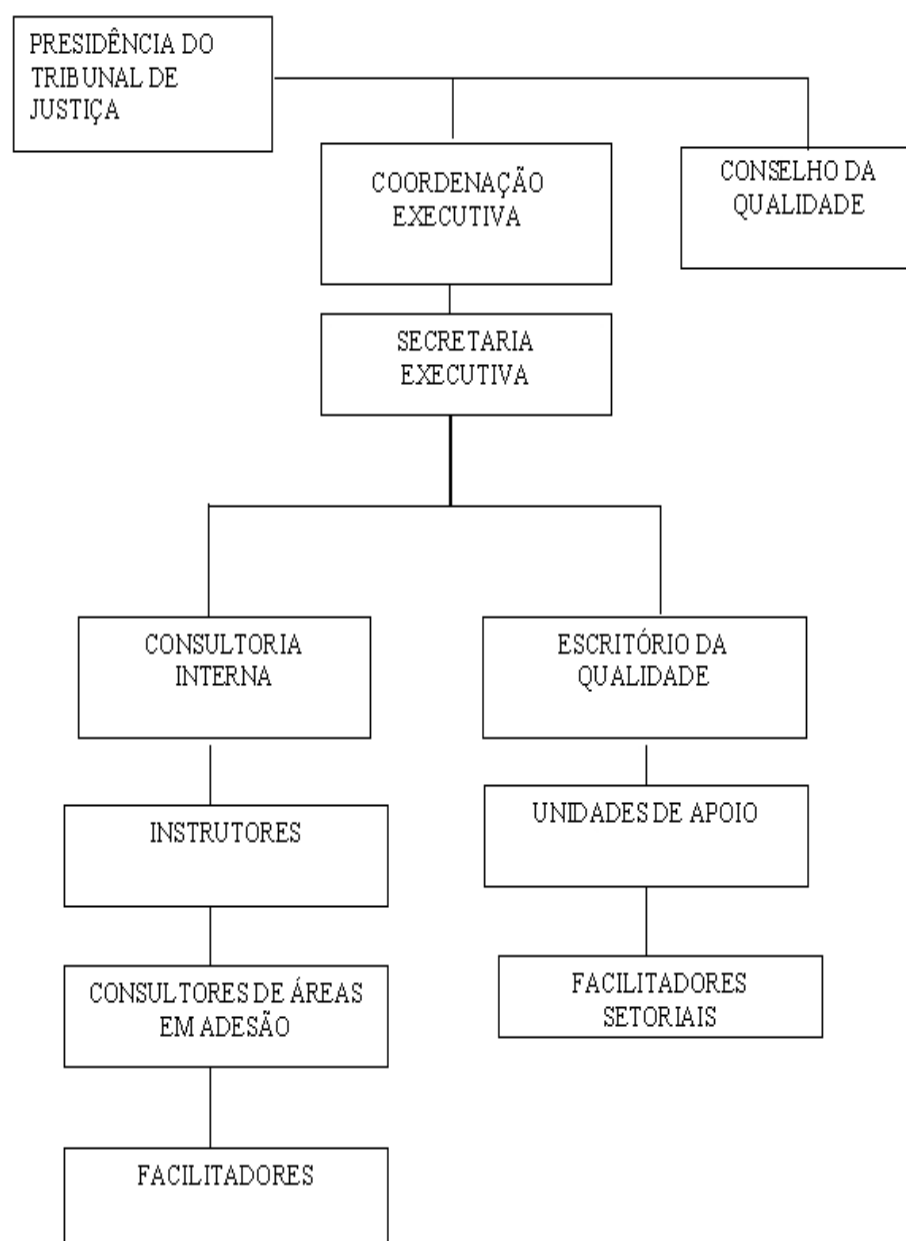 PRESIDÊNCIA DO
TRIBUNAL DE
JUSTIÇA
COORDENAÇÃO
EXECUTIVA
CONSELHO DA
QUALIDADE
SECRETARIA
EXECUTIVA
CONSULTORIA
INTERNA
ESCRITÓRIO DA
QUALIDADE
INSTRUTORES
UNIDADES DE APOIO
CONSULTORES DE ÁREAS
EM ADESÃO
FACILITADORES
SETORIAIS
FACILITADORES